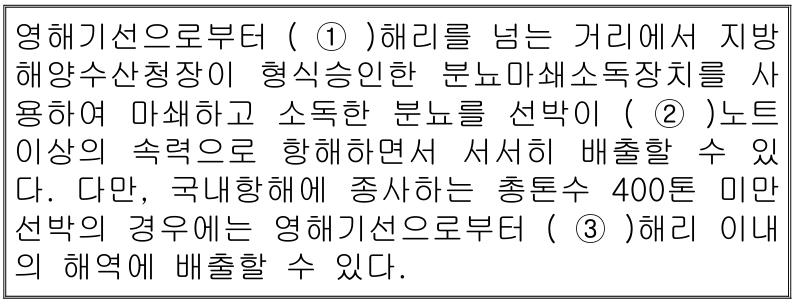 영해기선으로부터 ( ① )해리를 넘는 거리에서 지방
해양수산청장이 형식승인한 분뇨마쇄소독장치를 사
용하여 마쇄하고 소독한 분뇨를 선박이 ( ② )노트
이상의 속력으로 항해하면서 서서히 배출할 수 있
다. 다만, 국내항해에 종사하는 총톤수 400톤 미만
선박의 경우에는 영해기선으로부터 ( ③ )해리 이내
의 해역에 배출할 수 있다.